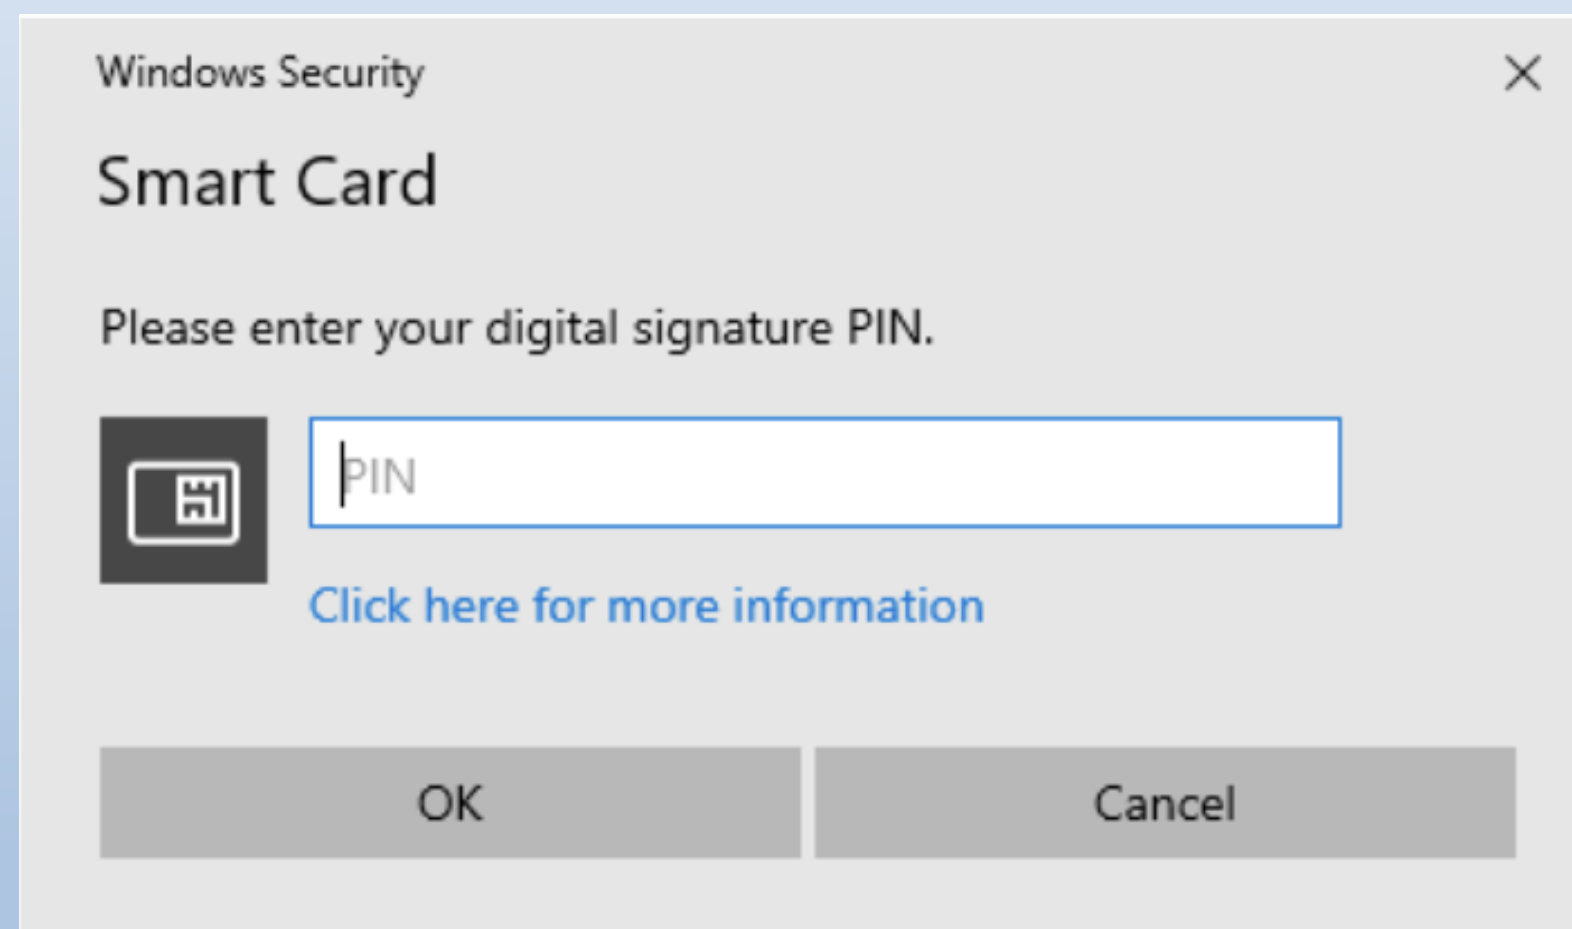 Windows Security
Smart Card
Please enter your digital signature PIN.
PIN
Click here for more information
OK Cancel